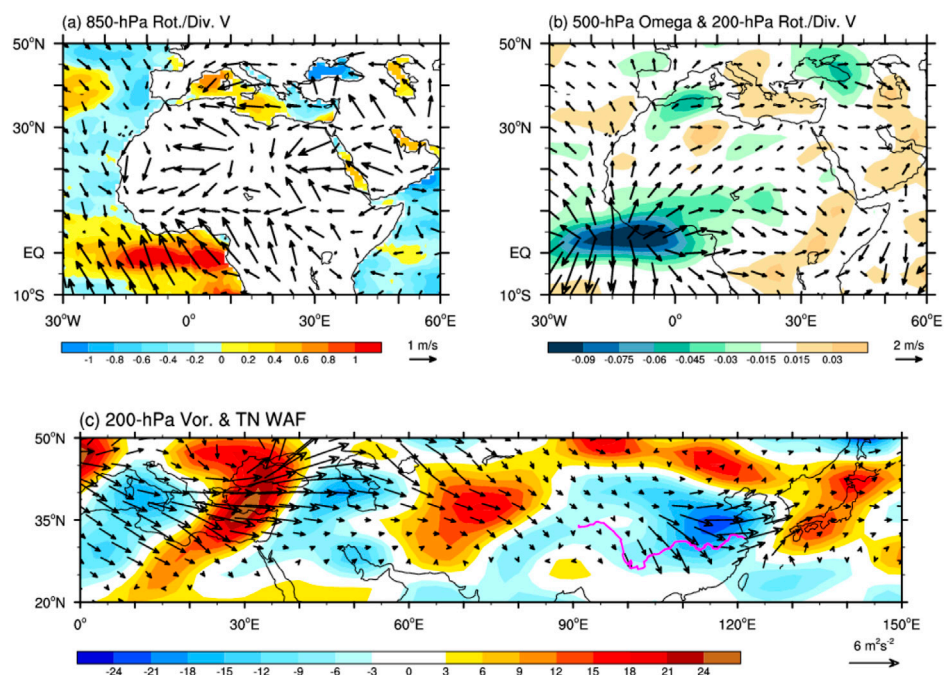 (a) 850-hPa Rot./Div. V
(b) 500-hPa Omega & 200-hPa Rot./Div. V
50°N
30°N
EQ
10°S
30°W 0° 30°E 60°E
-1 -0.8 -0.6 -0.4 -0.2 0 0.2 0.4 0.6 0.8 1
1 m/s
50°N
30°N
EQ
10°S
30°W 0° 30°E 60°E
-0.09 -0.075 -0.06 -0.045 -0.03 -0.015 0.015 0.03
2 m/s
(c) 200-hPa Vor. & TN WAF
50°N
35°N
20°N
0° 30°E 60°E 90°E 120°E 150°E
-24 -21 -18 -15 -12 -9 -6 -3 0 3 6 9 12 15 18 21 24
6 m²s⁻²